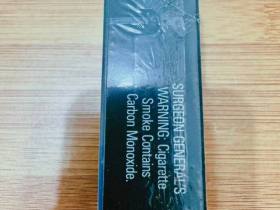 SURGEON GENERAL'S
WARNING: Cigarette
Smoke Contains
Carbon Monoxide.